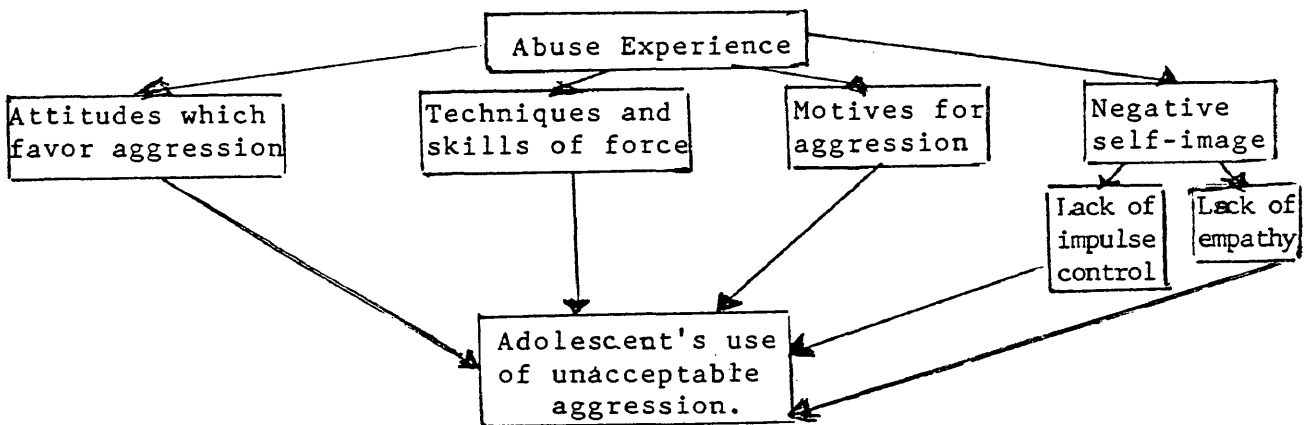 Abuse Experience
Attitudes which
favor aggression
Techniques and
skills of force
Motives for
aggression
Negative
self-image
Lack of
impulse
control
Lack of
empathy
Adolescent's use
of unacceptable
aggression.